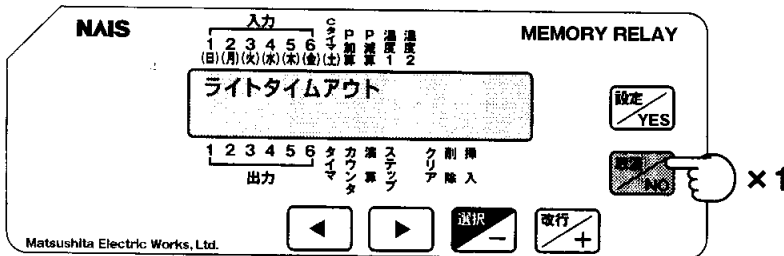 NAIS
MEMORY RELAY
入力
1 2 3 4 5 6 Cタイマ P加算 P減算 温度1 温度2
(日)(月)(火)(水)(木)(金)(土)
ライトタイムアウト
設定/YES
1 2 3 4 5 6 タイマ カウンタ 演算 ステップ クリア 削除 挿入
出力
NO
×1
◀ ▶ 選択/− 改行/+
Matsushita Electric Works, Ltd.